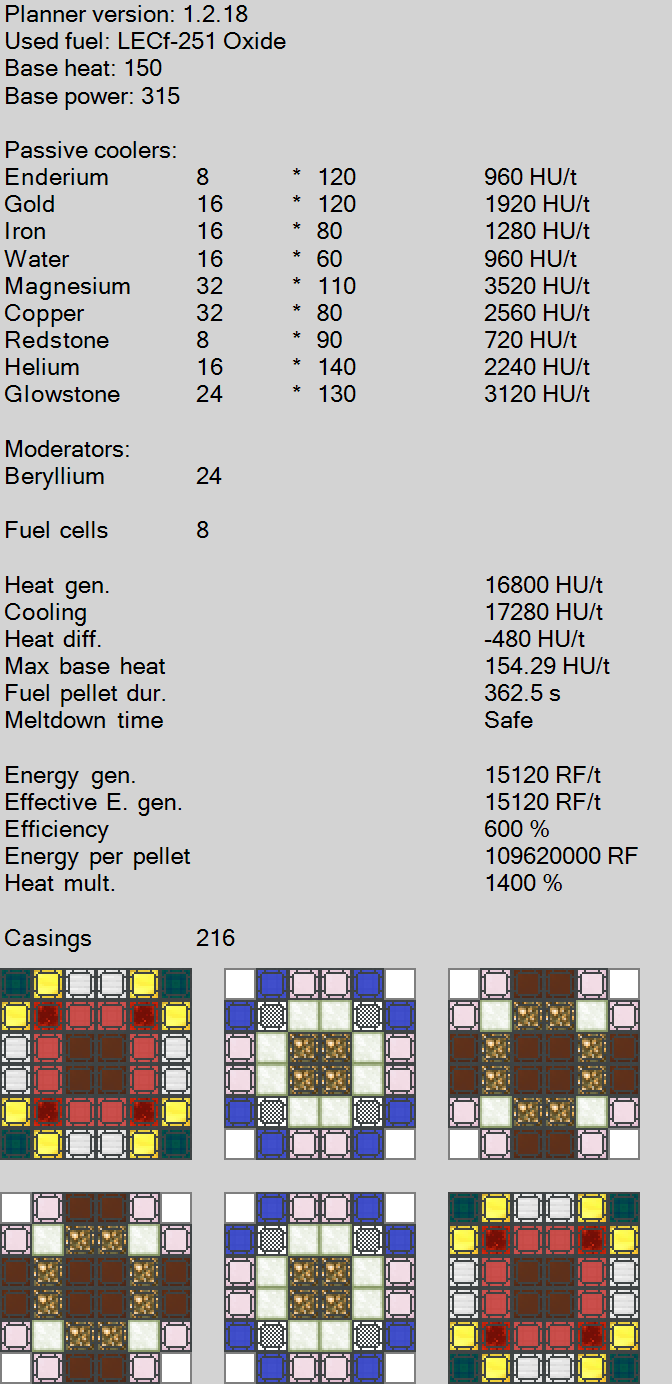 Planner version: 1.2.18
Used fuel: LECf-251 Oxide
Base heat: 150
Base power: 315
Passive coolers:
Enderium 8 * 120 960 HU/t
Gold 16 * 120 1920 HU/t
Iron 16 * 80 1280 HU/t
Water 16 * 60 960 HU/t
Magnesium 32 * 110 3520 HU/t
Copper 32 * 80 2560 HU/t
Redstone 8 * 90 720 HU/t
Helium 16 * 140 2240 HU/t
Glowstone 24 * 130 3120 HU/t
Moderators:
Beryllium 24
Fuel cells 8
Heat gen. 16800 HU/t
Cooling 17280 HU/t
Heat diff. -480 HU/t
Max base heat 154.29 HU/t
Fuel pellet dur. 362.5 s
Meltdown time Safe
Energy gen. 15120 RF/t
Effective E. gen. 15120 RF/t
Efficiency 600 %
Energy per pellet 109620000 RF
Heat mult. 1400 %
Casings 216